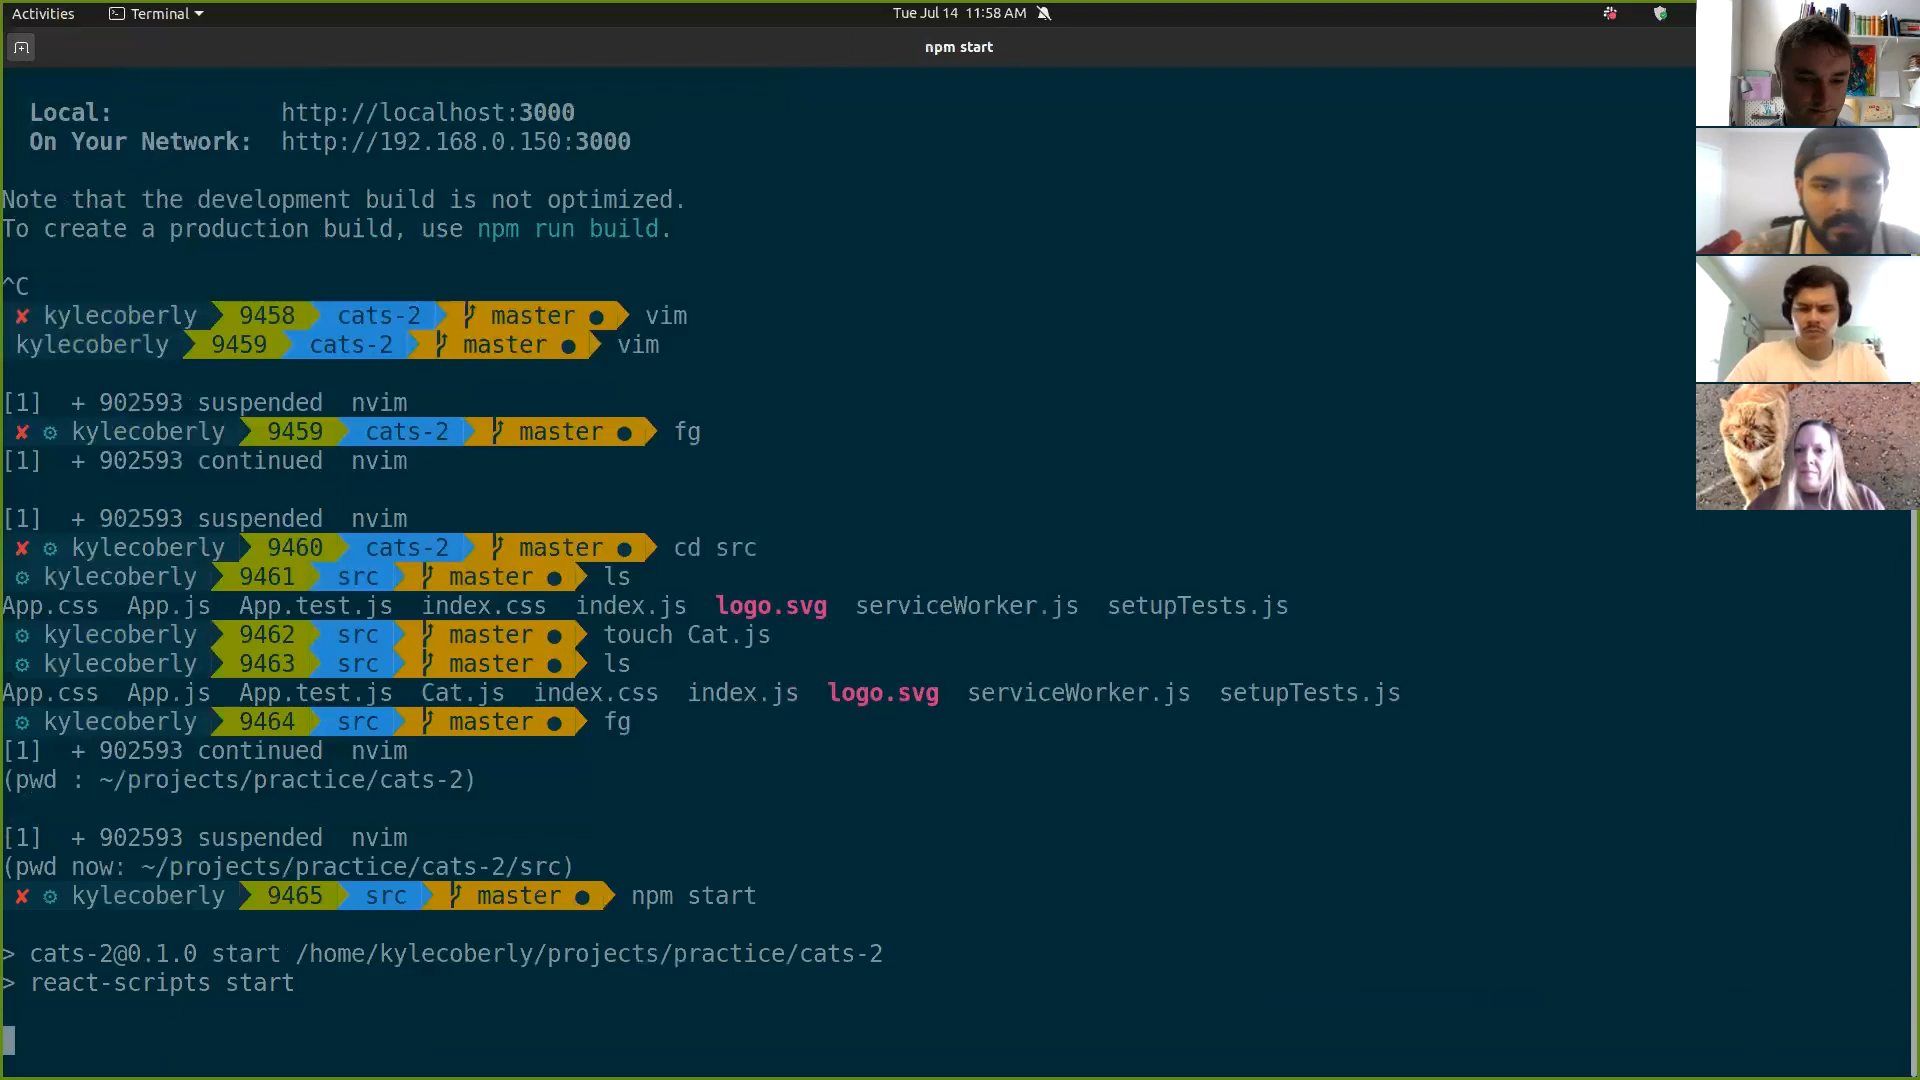 Activities Terminal Tue Jul 14 11:58 AM
npm start
Local: http://localhost:3000
On Your Network: http://192.168.0.150:3000
Note that the development build is not optimized.
To create a production build, use npm run build.
^C
✘ kylecoberly 9458 cats-2 master ● vim
kylecoberly 9459 cats-2 master ● vim
[1]  + 902593 suspended  nvim
✘ ⚙ kylecoberly 9459 cats-2 master ● fg
[1]  + 902593 continued  nvim
[1]  + 902593 suspended  nvim
✘ ⚙ kylecoberly 9460 cats-2 master ● cd src
⚙ kylecoberly 9461 src master ● ls
App.css  App.js  App.test.js  index.css  index.js  logo.svg  serviceWorker.js  setupTests.js
⚙ kylecoberly 9462 src master ● touch Cat.js
⚙ kylecoberly 9463 src master ● ls
App.css  App.js  App.test.js  Cat.js  index.css  index.js  logo.svg  serviceWorker.js  setupTests.js
⚙ kylecoberly 9464 src master ● fg
[1]  + 902593 continued  nvim
(pwd : ~/projects/practice/cats-2)
[1]  + 902593 suspended  nvim
(pwd now: ~/projects/practice/cats-2/src)
✘ ⚙ kylecoberly 9465 src master ● npm start
> cats-2@0.1.0 start /home/kylecoberly/projects/practice/cats-2
> react-scripts start